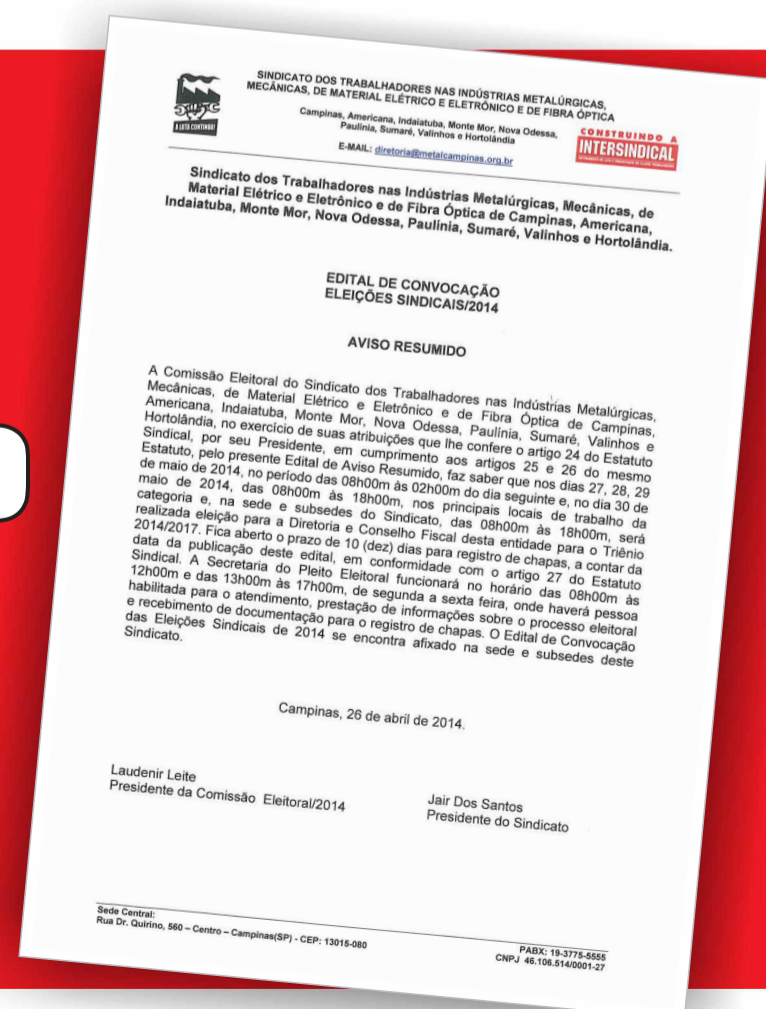 SINDICATO DOS TRABALHADORES NAS INDÚSTRIAS METALÚRGICAS,
MECÂNICAS, DE MATERIAL ELÉTRICO E ELETRÔNICO E DE FIBRA ÓPTICA
Campinas, Americana, Indaiatuba, Monte Mor, Nova Odessa,
Paulínia, Sumaré, Valinhos e Hortolândia
E-MAIL: diretoria@metalcampinas.org.br
A LUTA CONTINUA!
CONSTRUINDO A
INTERSINDICAL
Sindicato dos Trabalhadores nas Indústrias Metalúrgicas, Mecânicas, de
Material Elétrico e Eletrônico e de Fibra Óptica de Campinas, Americana,
Indaiatuba, Monte Mor, Nova Odessa, Paulínia, Sumaré, Valinhos e Hortolândia.
EDITAL DE CONVOCAÇÃO
ELEIÇÕES SINDICAIS/2014
AVISO RESUMIDO
A Comissão Eleitoral do Sindicato dos Trabalhadores nas Indústrias Metalúrgicas,
Mecânicas, de Material Elétrico e Eletrônico e de Fibra Óptica de Campinas,
Americana, Indaiatuba, Monte Mor, Nova Odessa, Paulínia, Sumaré, Valinhos e
Hortolândia, no exercício de suas atribuições que lhe confere o artigo 24 do Estatuto
Sindical, por seu Presidente, em cumprimento aos artigos 25 e 26 do mesmo
Estatuto, pelo presente Edital de Aviso Resumido, faz saber que nos dias 27, 28, 29
de maio de 2014, no período das 08h00m às 02h00m do dia seguinte e, no dia 30 de
maio de 2014, das 08h00m às 18h00m, nos principais locais de trabalho da
categoria e, na sede e subsedes do Sindicato, das 08h00m às 18h00m, será
realizada eleição para a Diretoria e Conselho Fiscal desta entidade para o Triênio
2014/2017. Fica aberto o prazo de 10 (dez) dias para registro de chapas, a contar da
data da publicação deste edital, em conformidade com o artigo 27 do Estatuto
Sindical. A Secretaria do Pleito Eleitoral funcionará no horário das 08h00m às
12h00m e das 13h00m às 17h00m, de segunda a sexta feira, onde haverá pessoa
habilitada para o atendimento, prestação de informações sobre o processo eleitoral
e recebimento de documentação para o registro de chapas. O Edital de Convocação
das Eleições Sindicais de 2014 se encontra afixado na sede e subsedes deste
Sindicato.
Campinas, 26 de abril de 2014.
Laudenir Leite
Presidente da Comissão Eleitoral/2014
Jair Dos Santos
Presidente do Sindicato
Sede Central:
Rua Dr. Quirino, 560 – Centro – Campinas(SP) - CEP: 13015-080
PABX: 19-3775-5555
CNPJ 46.106.514/0001-27